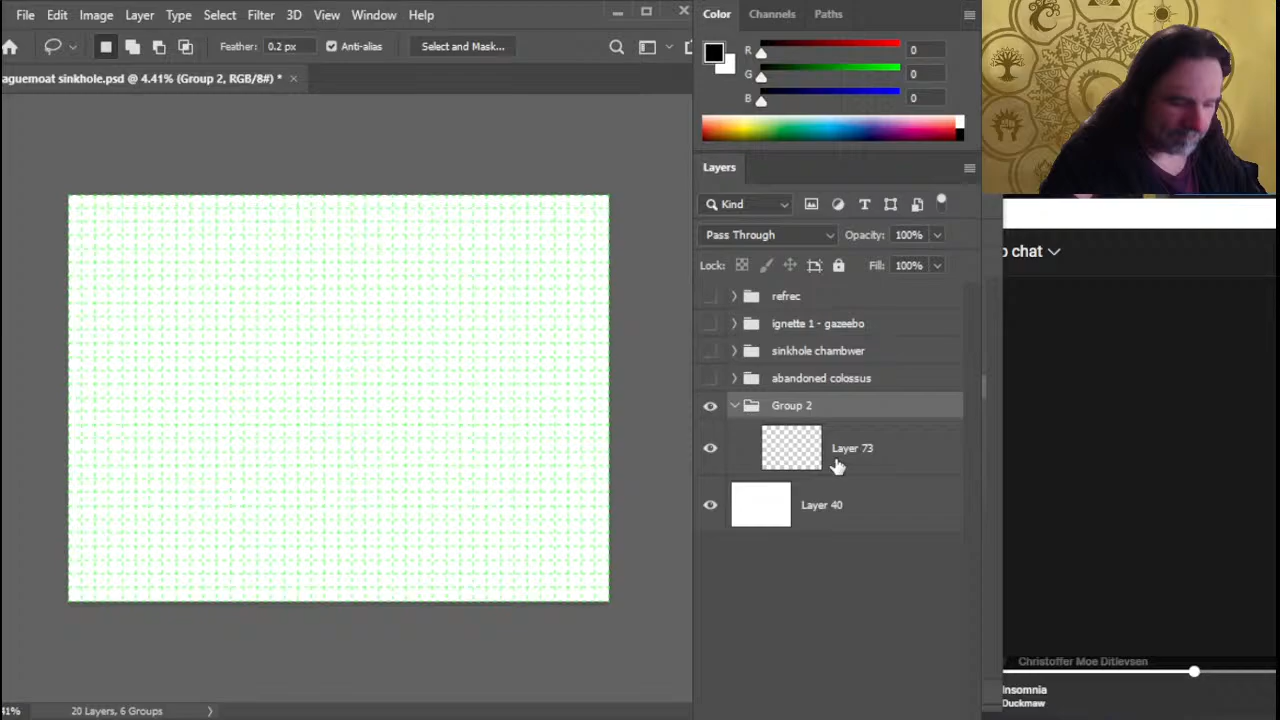 File Edit Image Layer Type Select Filter 3D View Window Help
Feather: 0.2 px Anti-alias Select and Mask...
aguemoat sinkhole.psd @ 4.41% (Group 2, RGB/8#) * ×
Color Channels Paths
R 0
G 0
B 0
Layers
Kind
Pass Through Opacity: 100%
Lock: Fill: 100%
refrec
ignette 1 - gazeebo
sinkhole chambwer
abandoned colossus
Group 2
Layer 73
Layer 40
41% 20 Layers, 6 Groups
p chat
Christoffer Moe Ditlevsen
Insomnia
Duckmaw